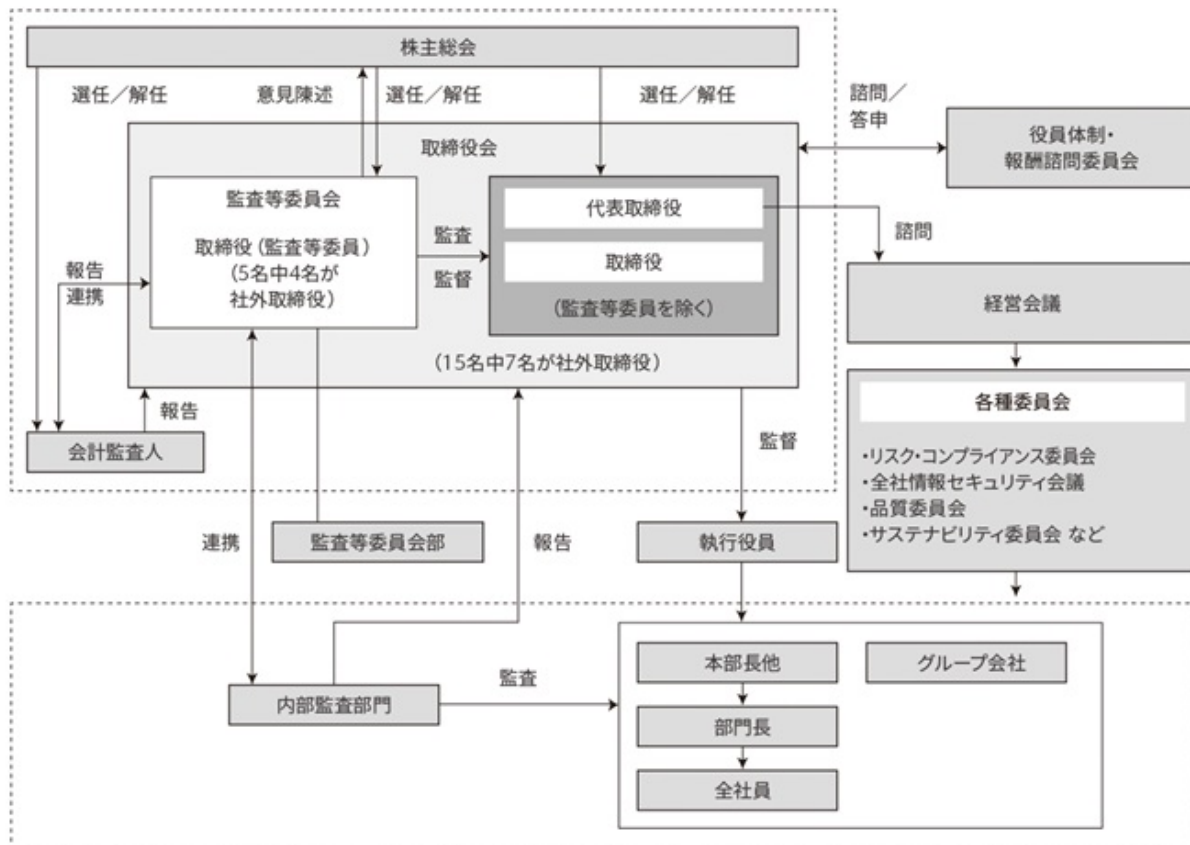 株主総会
選任／解任
意見陳述
選任／解任
選任／解任
諮問／
答申
役員体制・
報酬諮問委員会
取締役会
監査等委員会
取締役（監査等委員）
（5名中4名が
社外取締役）
監査
監督
代表取締役
取締役
（監査等委員を除く）
諮問
報告
連携
経営会議
（15名中7名が社外取締役）
各種委員会
・リスク・コンプライアンス委員会
・全社情報セキュリティ会議
・品質委員会
・サステナビリティ委員会 など
報告
会計監査人
監督
連携
監査等委員会部
報告
執行役員
本部長他
グループ会社
監査
内部監査部門
部門長
全社員